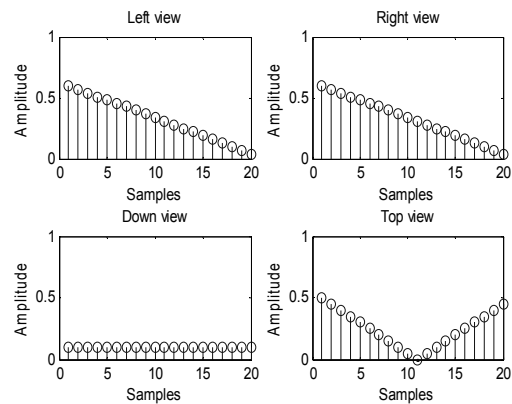 Left view
1
0.5
0
Amplitude
0 5 10 15 20
Samples
Right view
1
0.5
0
Amplitude
0 5 10 15 20
Samples
Down view
1
0.5
0
Amplitude
0 5 10 15 20
Samples
Top view
1
0.5
0
Amplitude
0 5 10 15 20
Samples